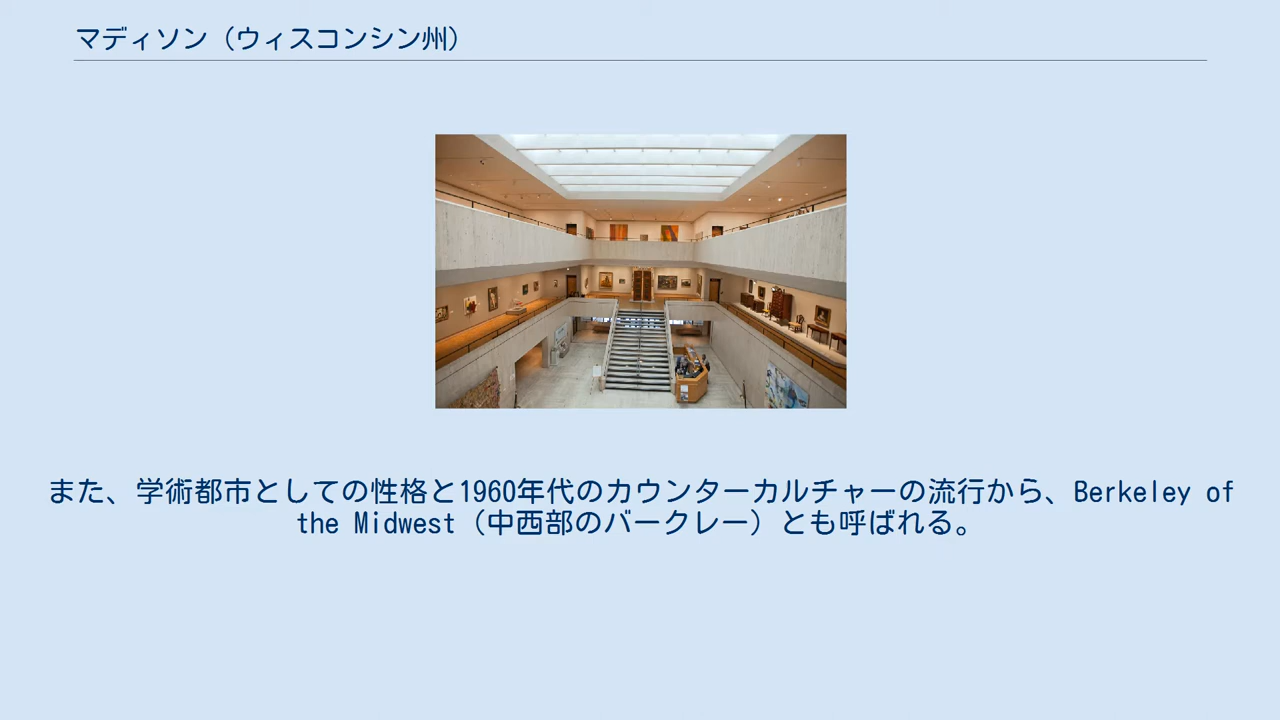 マディソン（ウィスコンシン州）
また、学術都市としての性格と1960年代のカウンターカルチャーの流行から、Berkeley of
the Midwest（中西部のバークレー）とも呼ばれる。